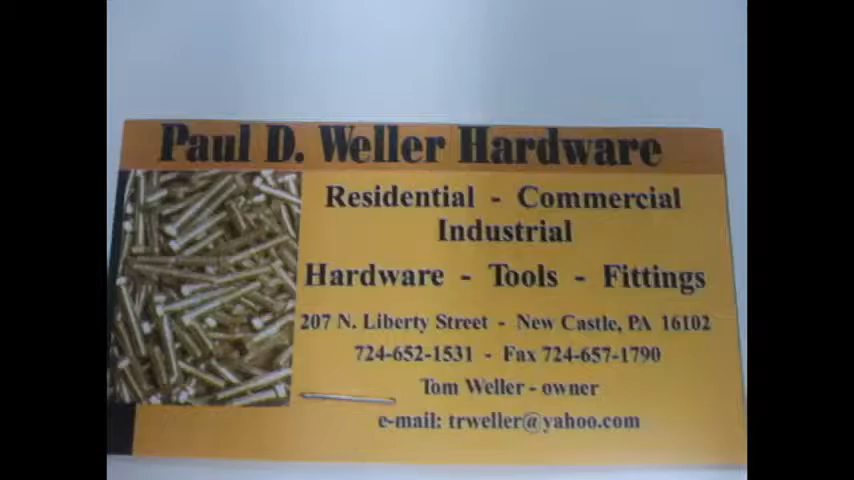 Paul D. Weller Hardware
Residential - Commercial
Industrial
Hardware - Tools - Fittings
207 N. Liberty Street - New Castle, PA 16102
724-652-1531 - Fax 724-657-1790
Tom Weller - owner
e-mail: trweller@yahoo.com